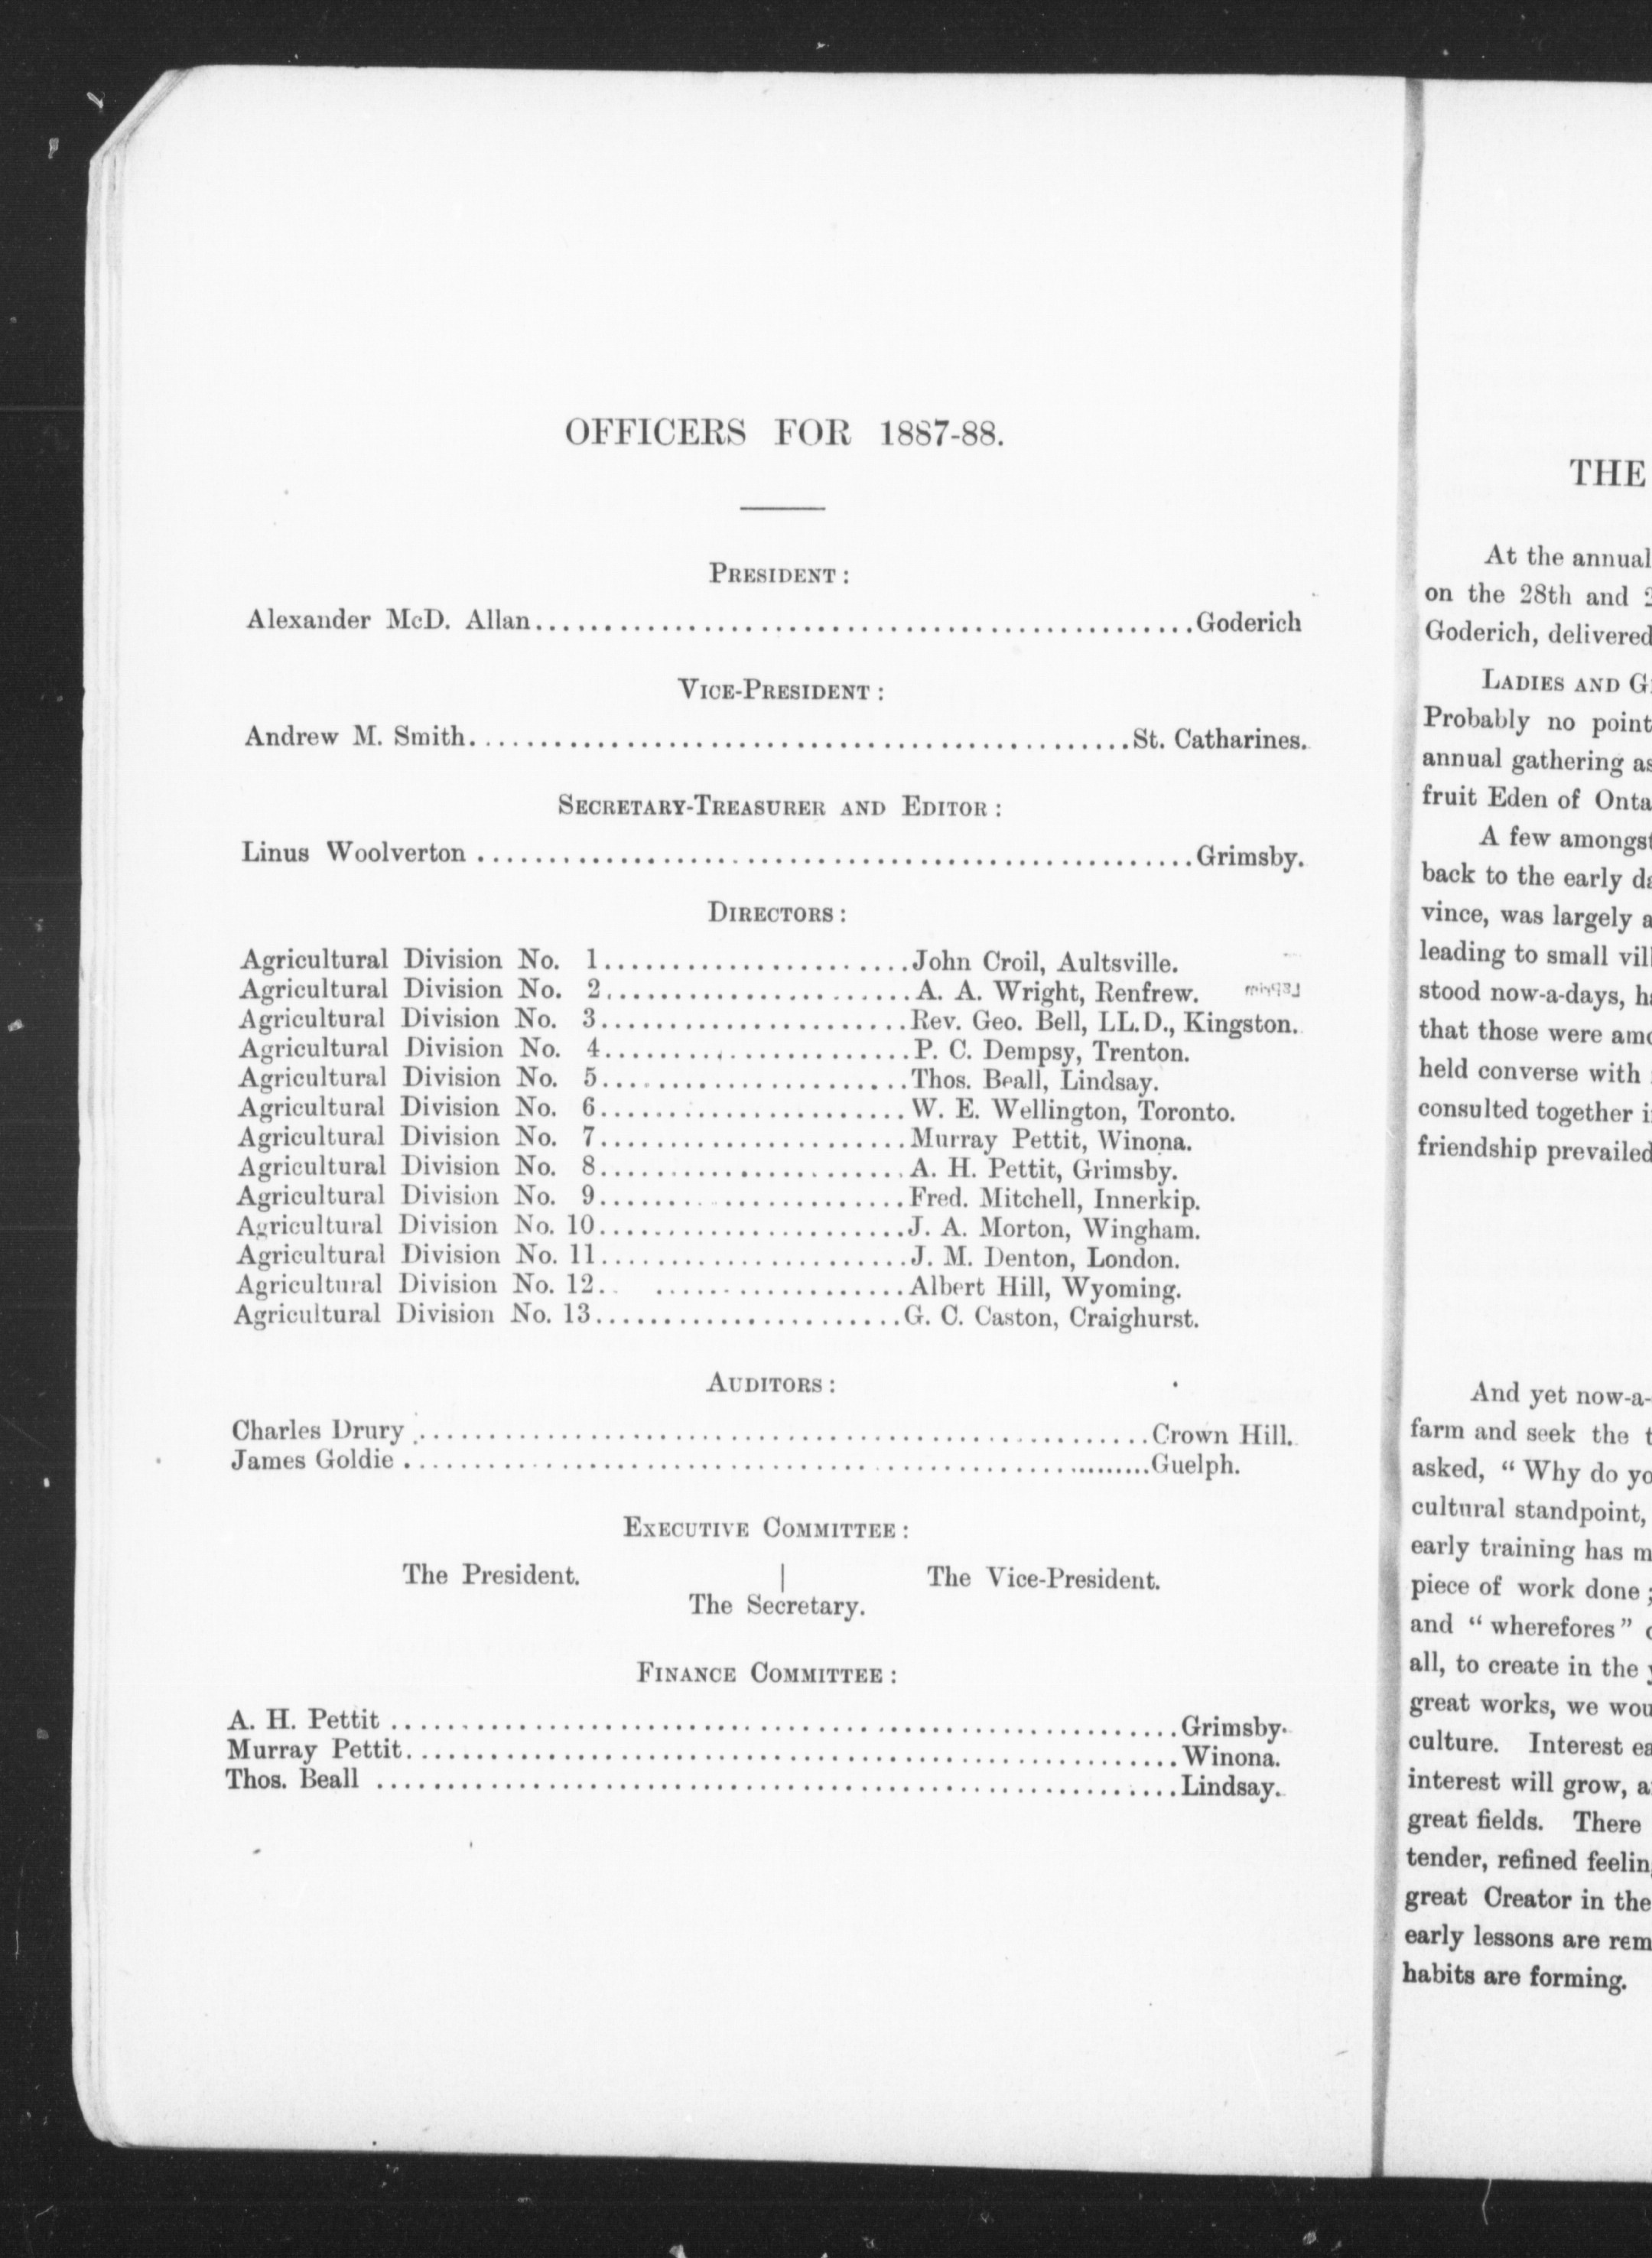 OFFICERS FOR 1887-88.
PRESIDENT:
Alexander McD. Allan................................................Goderich
VICE-PRESIDENT:
Andrew M. Smith................................................St. Catharines.
SECRETARY-TREASURER AND EDITOR:
Linus Woolverton ....................................................Grimsby.
DIRECTORS:
Agricultural Division No. 1.......................John Croil, Aultsville.
Agricultural Division No. 2.......................A. A. Wright, Renfrew.
Agricultural Division No. 3.......................Rev. Geo. Bell, LL.D., Kingston.
Agricultural Division No. 4.......................P. C. Dempsy, Trenton.
Agricultural Division No. 5.......................Thos. Beall, Lindsay.
Agricultural Division No. 6.......................W. E. Wellington, Toronto.
Agricultural Division No. 7.......................Murray Pettit, Winona.
Agricultural Division No. 8.......................A. H. Pettit, Grimsby.
Agricultural Division No. 9.......................Fred. Mitchell, Innerkip.
Agricultural Division No. 10.......................J. A. Morton, Wingham.
Agricultural Division No. 11.......................J. M. Denton, London.
Agricultural Division No. 12.. ...................Albert Hill, Wyoming.
Agricultural Division No. 13.......................G. C. Caston, Craighurst.
AUDITORS:
Charles Drury ......................................................Crown Hill.
James Goldie .......................................................Guelph.
EXECUTIVE COMMITTEE:
The President. | The Vice-President.
The Secretary.
FINANCE COMMITTEE:
A. H. Pettit ..........................................................Grimsby.
Murray Pettit.........................................................Winona.
Thos. Beall ...........................................................Lindsay.
THE
At the annual
on the 28th and
Goderich, delivered
LADIES AND
Probably no point
annual gathering as
fruit Eden of
A few amongst
back to the early
vince, was largely
leading to small
stood now-a-days,
that those were
held converse with
consulted together
friendship prevailed
And yet now-a-
farm and seek the
asked, "Why do
cultural standpoint,
early training has
piece of work done;
and "wherefores"
all, to create in the
great works, we
culture. Interest
interest will grow,
great fields. There
tender, refined
great Creator in the
early lessons are
habits are forming.